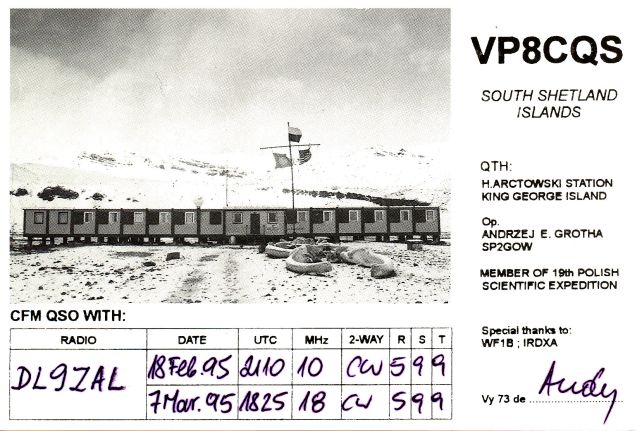 VP8CQS
SOUTH SHETLAND
ISLANDS
QTH:
H.ARCTOWSKI STATION
KING GEORGE ISLAND
Op.
ANDRZEJ E. GROTHA
SP2GOW
MEMBER OF 19th POLISH
SCIENTIFIC EXPEDITION
CFM QSO WITH:
RADIO DATE UTC MHz 2-WAY R S T
DL9ZAL 18 Feb. 95 2110 10 CW 5 9 9
7 Mar. 95 1825 18 CW 5 9 9
Special thanks to:
WF1B ; IRDXA
Vy 73 de Andy